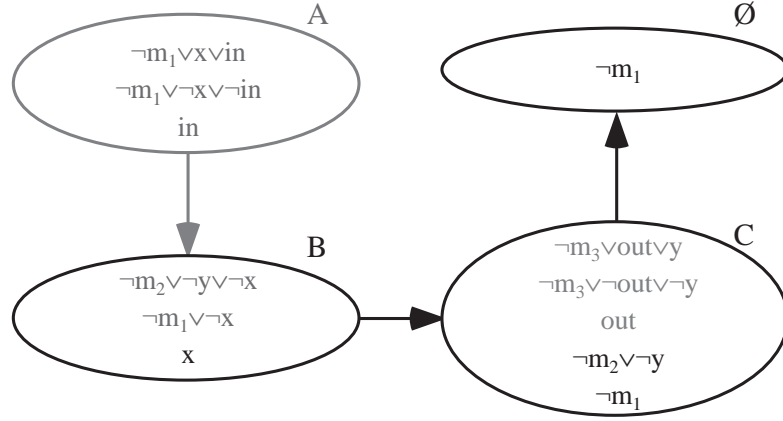 A
¬m₁∨x∨in
¬m₁∨¬x∨¬in
in
Ø
¬m₁
B
¬m₂∨¬y∨¬x
¬m₁∨¬x
x
C
¬m₃∨out∨y
¬m₃∨¬out∨¬y
out
¬m₂∨¬y
¬m₁